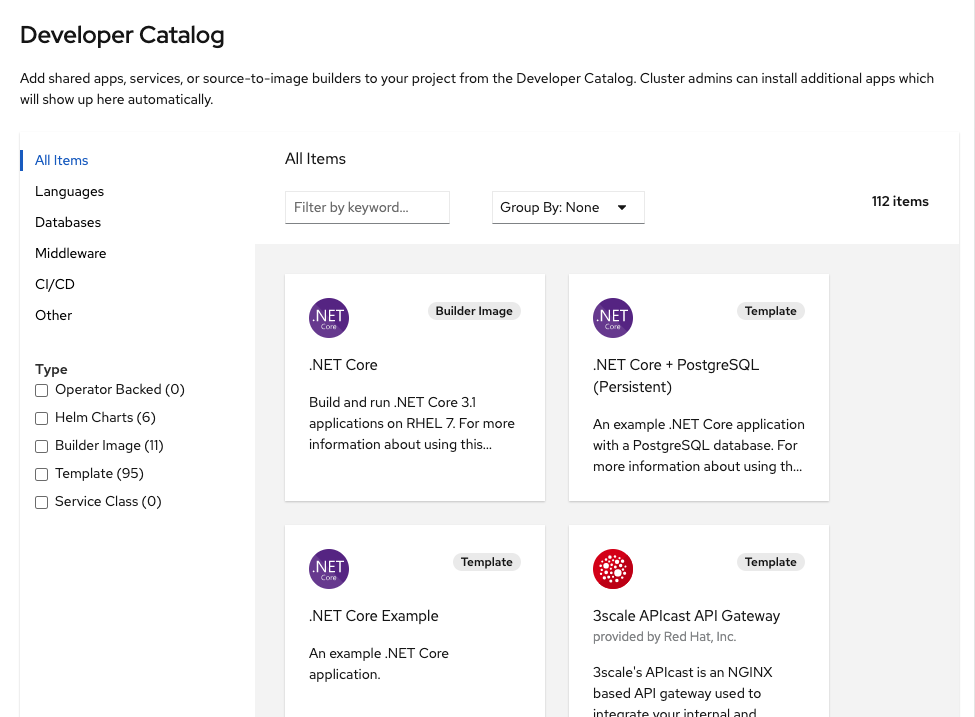 Developer Catalog
Add shared apps, services, or source-to-image builders to your project from the Developer Catalog. Cluster admins can install additional apps which
will show up here automatically.
All Items
Languages
Databases
Middleware
CI/CD
Other
Type
Operator Backed (0)
Helm Charts (6)
Builder Image (11)
Template (95)
Service Class (0)
All Items
Filter by keyword...
Group By: None
112 items
.NET
Core
Builder Image
.NET Core
Build and run .NET Core 3.1
applications on RHEL 7. For more
information about using this...
.NET
Core
Template
.NET Core + PostgreSQL
(Persistent)
An example .NET Core application
with a PostgreSQL database. For
more information about using th...
.NET
Core
Template
.NET Core Example
An example .NET Core
application.
Template
3scale APIcast API Gateway
provided by Red Hat, Inc.
3scale's APIcast is an NGINX
based API gateway used to
integrate your internal and